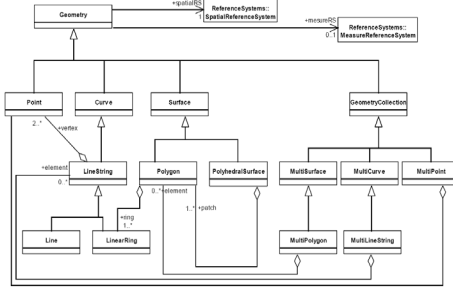 Geometry
+spatialRS
1
ReferenceSystems::
SpatialReferenceSystem
+mesureRS
0..1
ReferenceSystems::
MeasureReferenceSystem
Point
Curve
Surface
GeometryCollection
2..*
+vertex
+element
0..*
LineString
Polygon
PolyhedralSurface
MultiSurface
MultiCurve
MultiPoint
0..*
+element
1..*
+patch
+ring
1..*
Line
LinearRing
MultiPolygon
MultiLineString